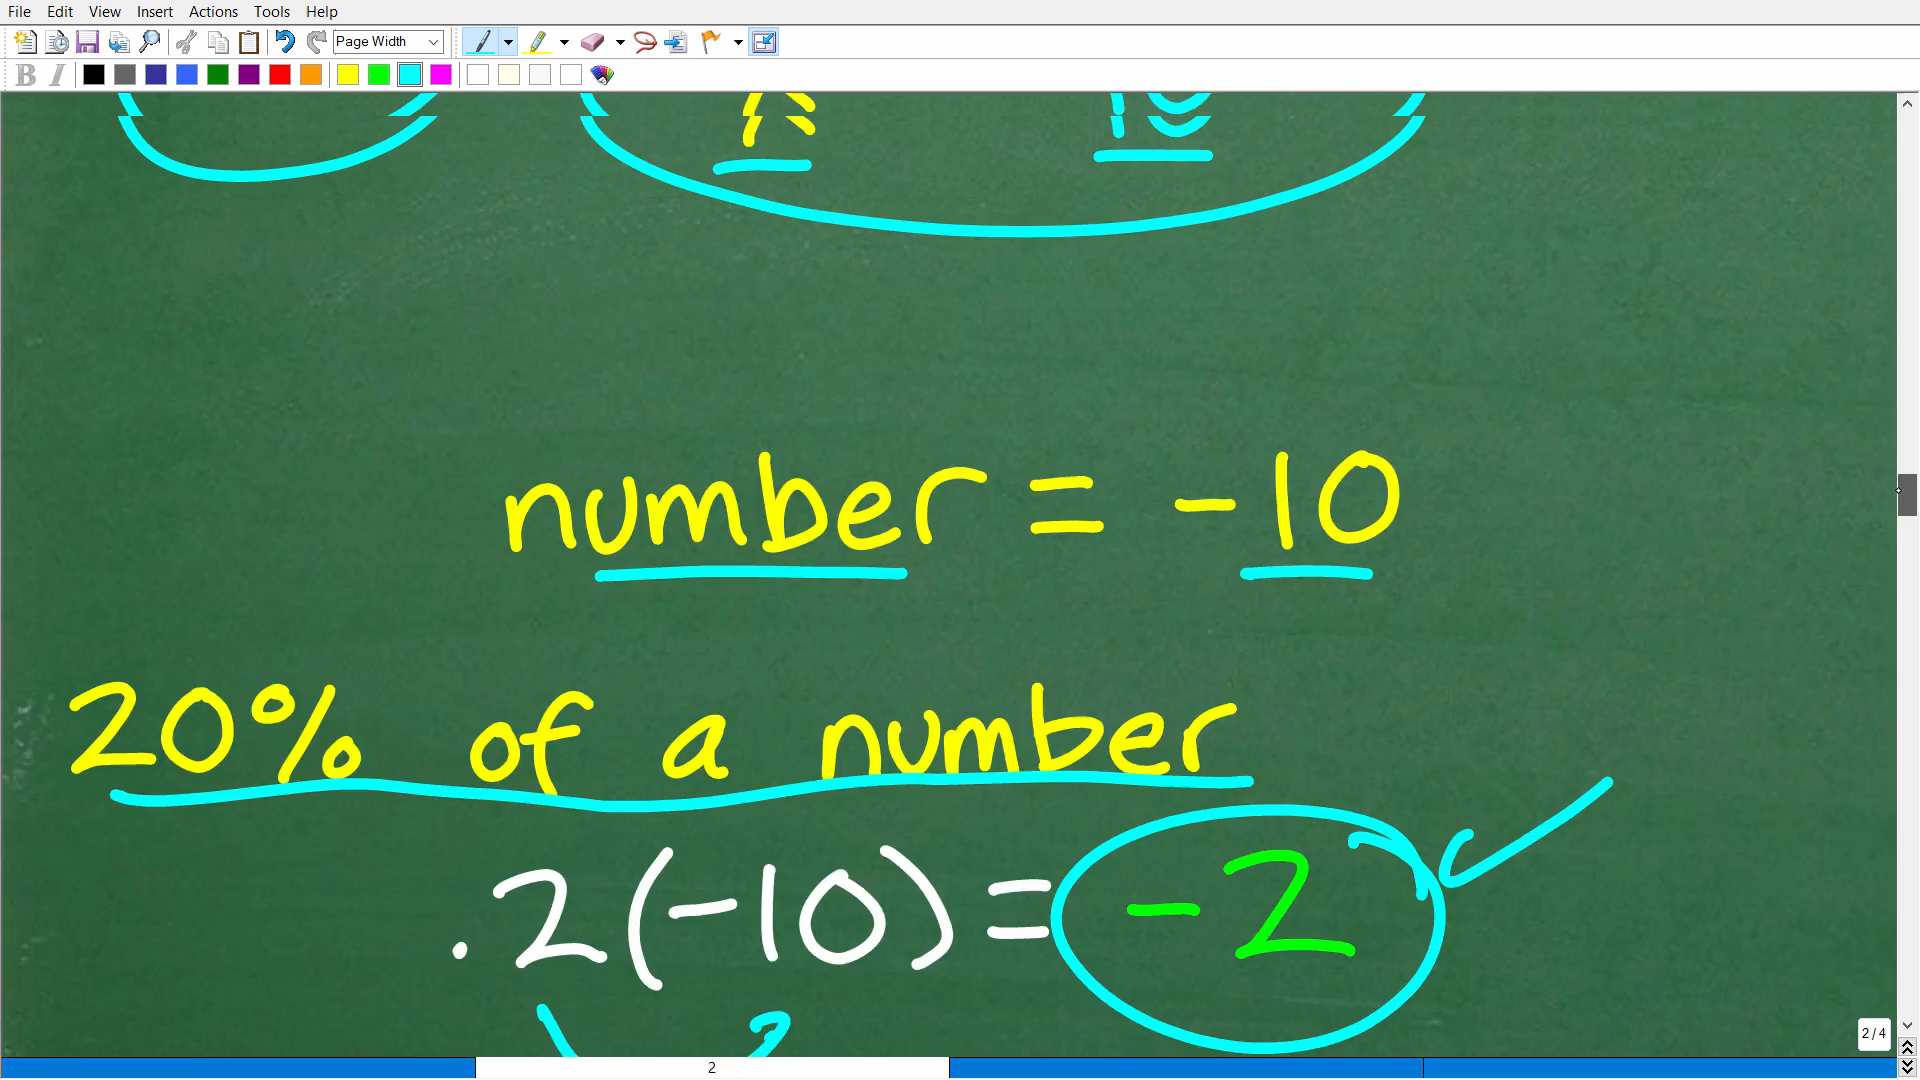 File Edit View Insert Actions Tools Help
Page Width
B I
number = -10
20% of a number
.2(-10) = -2
2/4
2